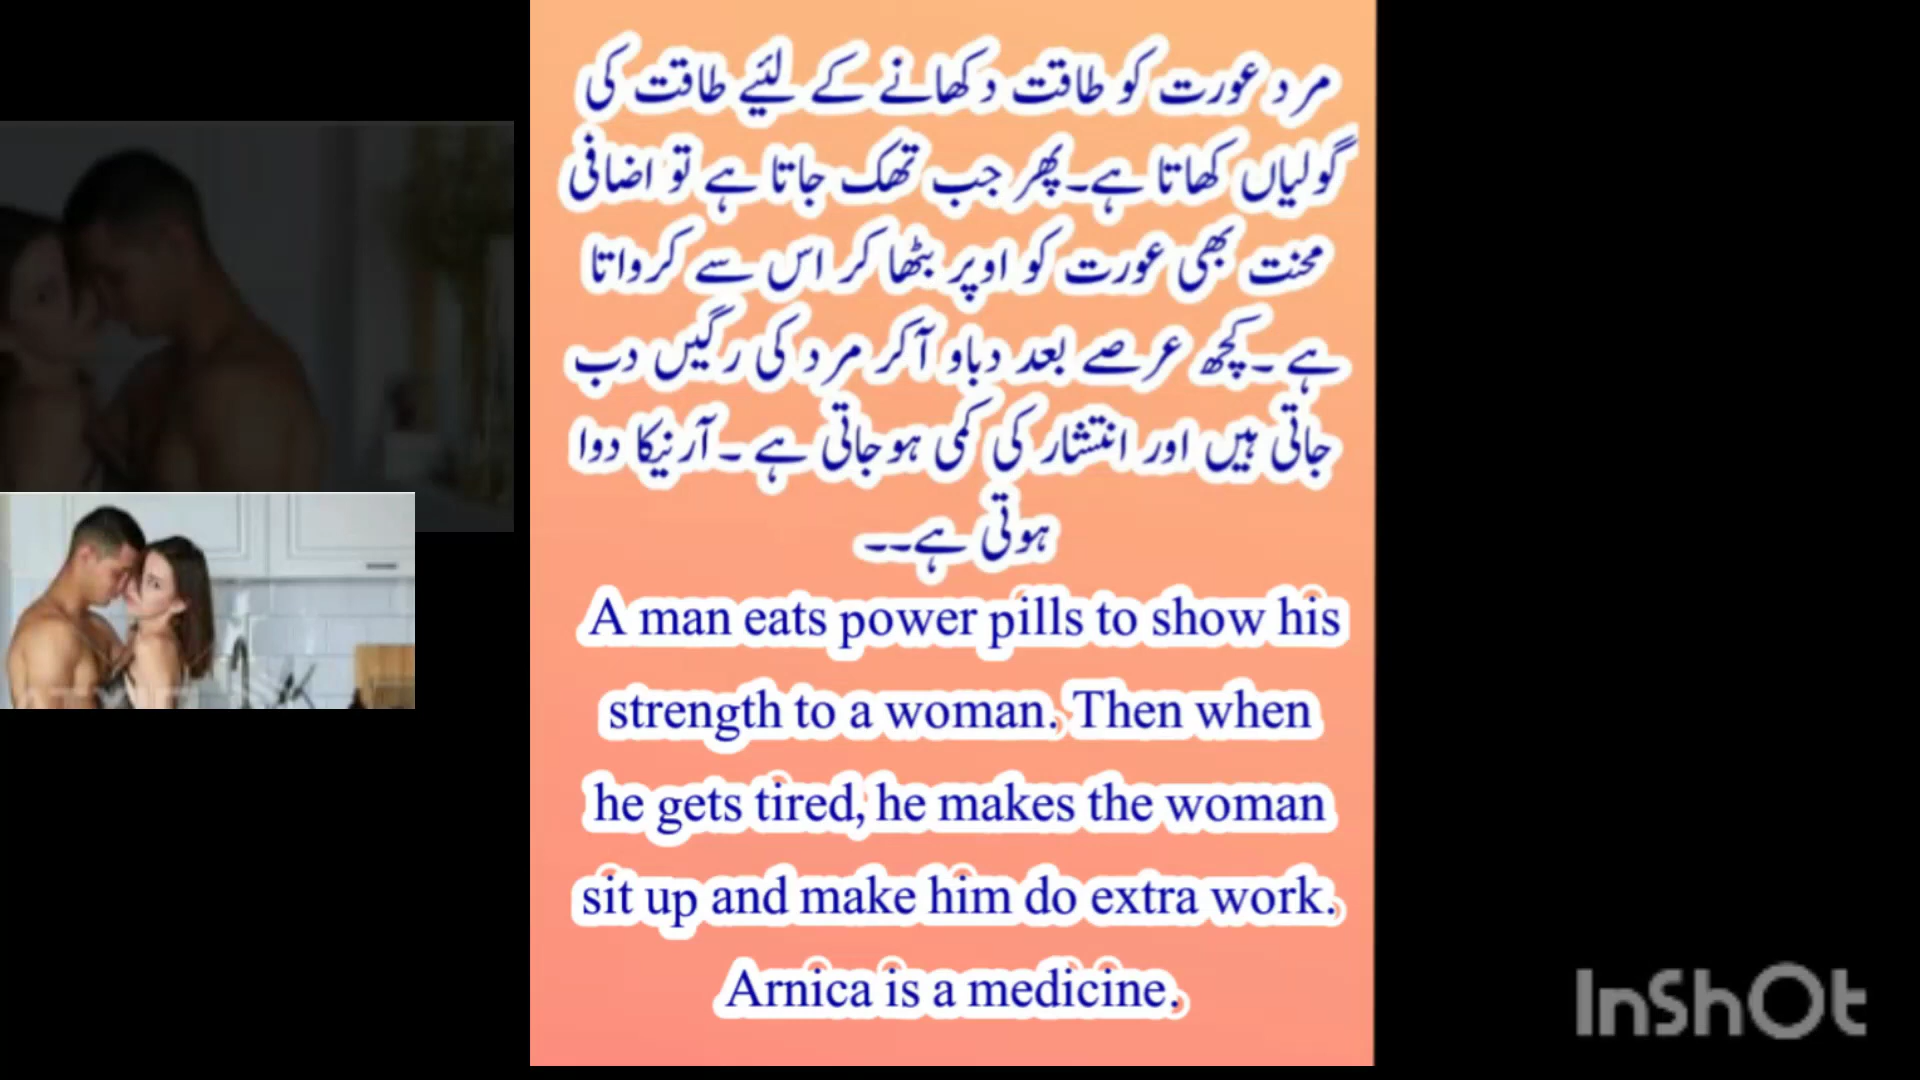 مرد عورت کو طاقت دکھانے کے لئیے طاقت کی
گولیاں کھاتا ہے۔پھر جب تھک جاتا ہے تو اضافی
محنت بھی عورت کو اوپر بٹھا کر اس سے کرواتا
ہے ۔کچھ عرصے بعد دباو آکر مرد کی رگیں دب
جاتی ہیں اور انتشار کی کمی ہوجاتی ہے ۔آرنیکا دوا
ہوتی ہے۔۔
A man eats power pills to show his
strength to a woman. Then when
he gets tired, he makes the woman
sit up and make him do extra work.
Arnica is a medicine.
InShOt